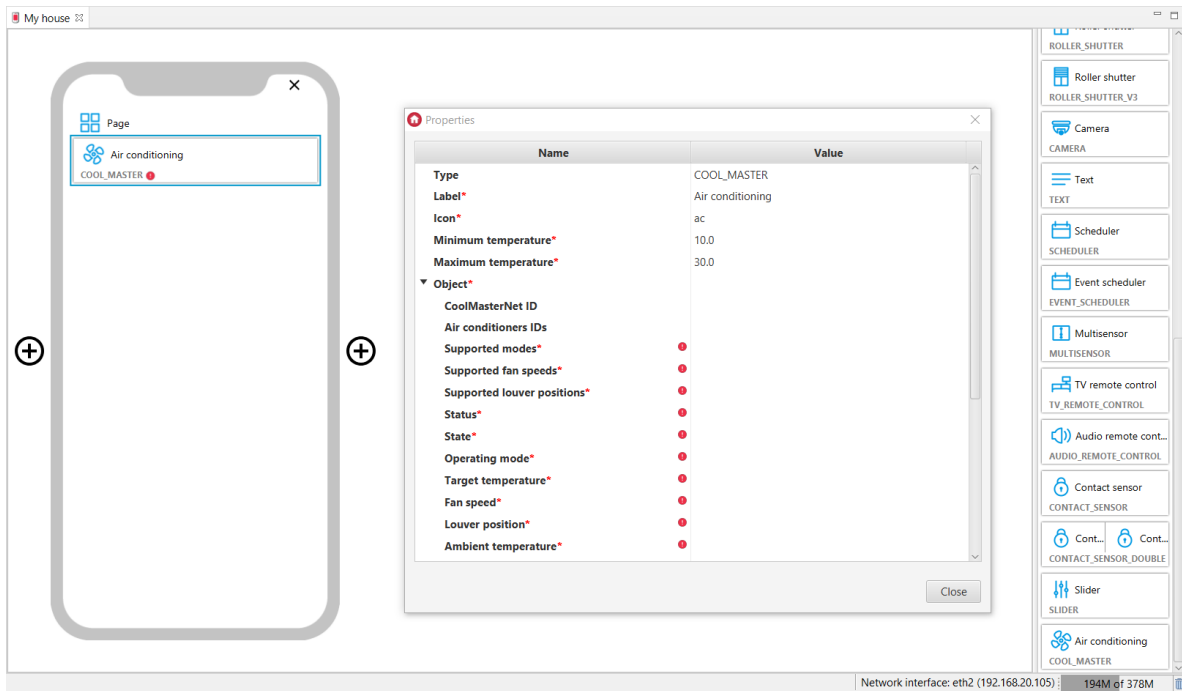 My house
Page
Air conditioning
COOL_MASTER
Properties
Name Value
Type COOL_MASTER
Label* Air conditioning
Icon* ac
Minimum temperature* 10.0
Maximum temperature* 30.0
Object*
CoolMasterNet ID
Air conditioners IDs
Supported modes*
Supported fan speeds*
Supported louver positions*
Status*
State*
Operating mode*
Target temperature*
Fan speed*
Louver position*
Ambient temperature*
Close
ROLLER_SHUTTER
Roller shutter
ROLLER_SHUTTER_V3
Camera
CAMERA
Text
TEXT
Scheduler
SCHEDULER
Event scheduler
EVENT_SCHEDULER
Multisensor
MULTISENSOR
TV remote control
TV_REMOTE_CONTROL
Audio remote cont...
AUDIO_REMOTE_CONTROL
Contact sensor
CONTACT_SENSOR
Cont... Cont...
CONTACT_SENSOR_DOUBLE
Slider
SLIDER
Air conditioning
COOL_MASTER
Network interface: eth2 (192.168.20.105) 194M of 378M